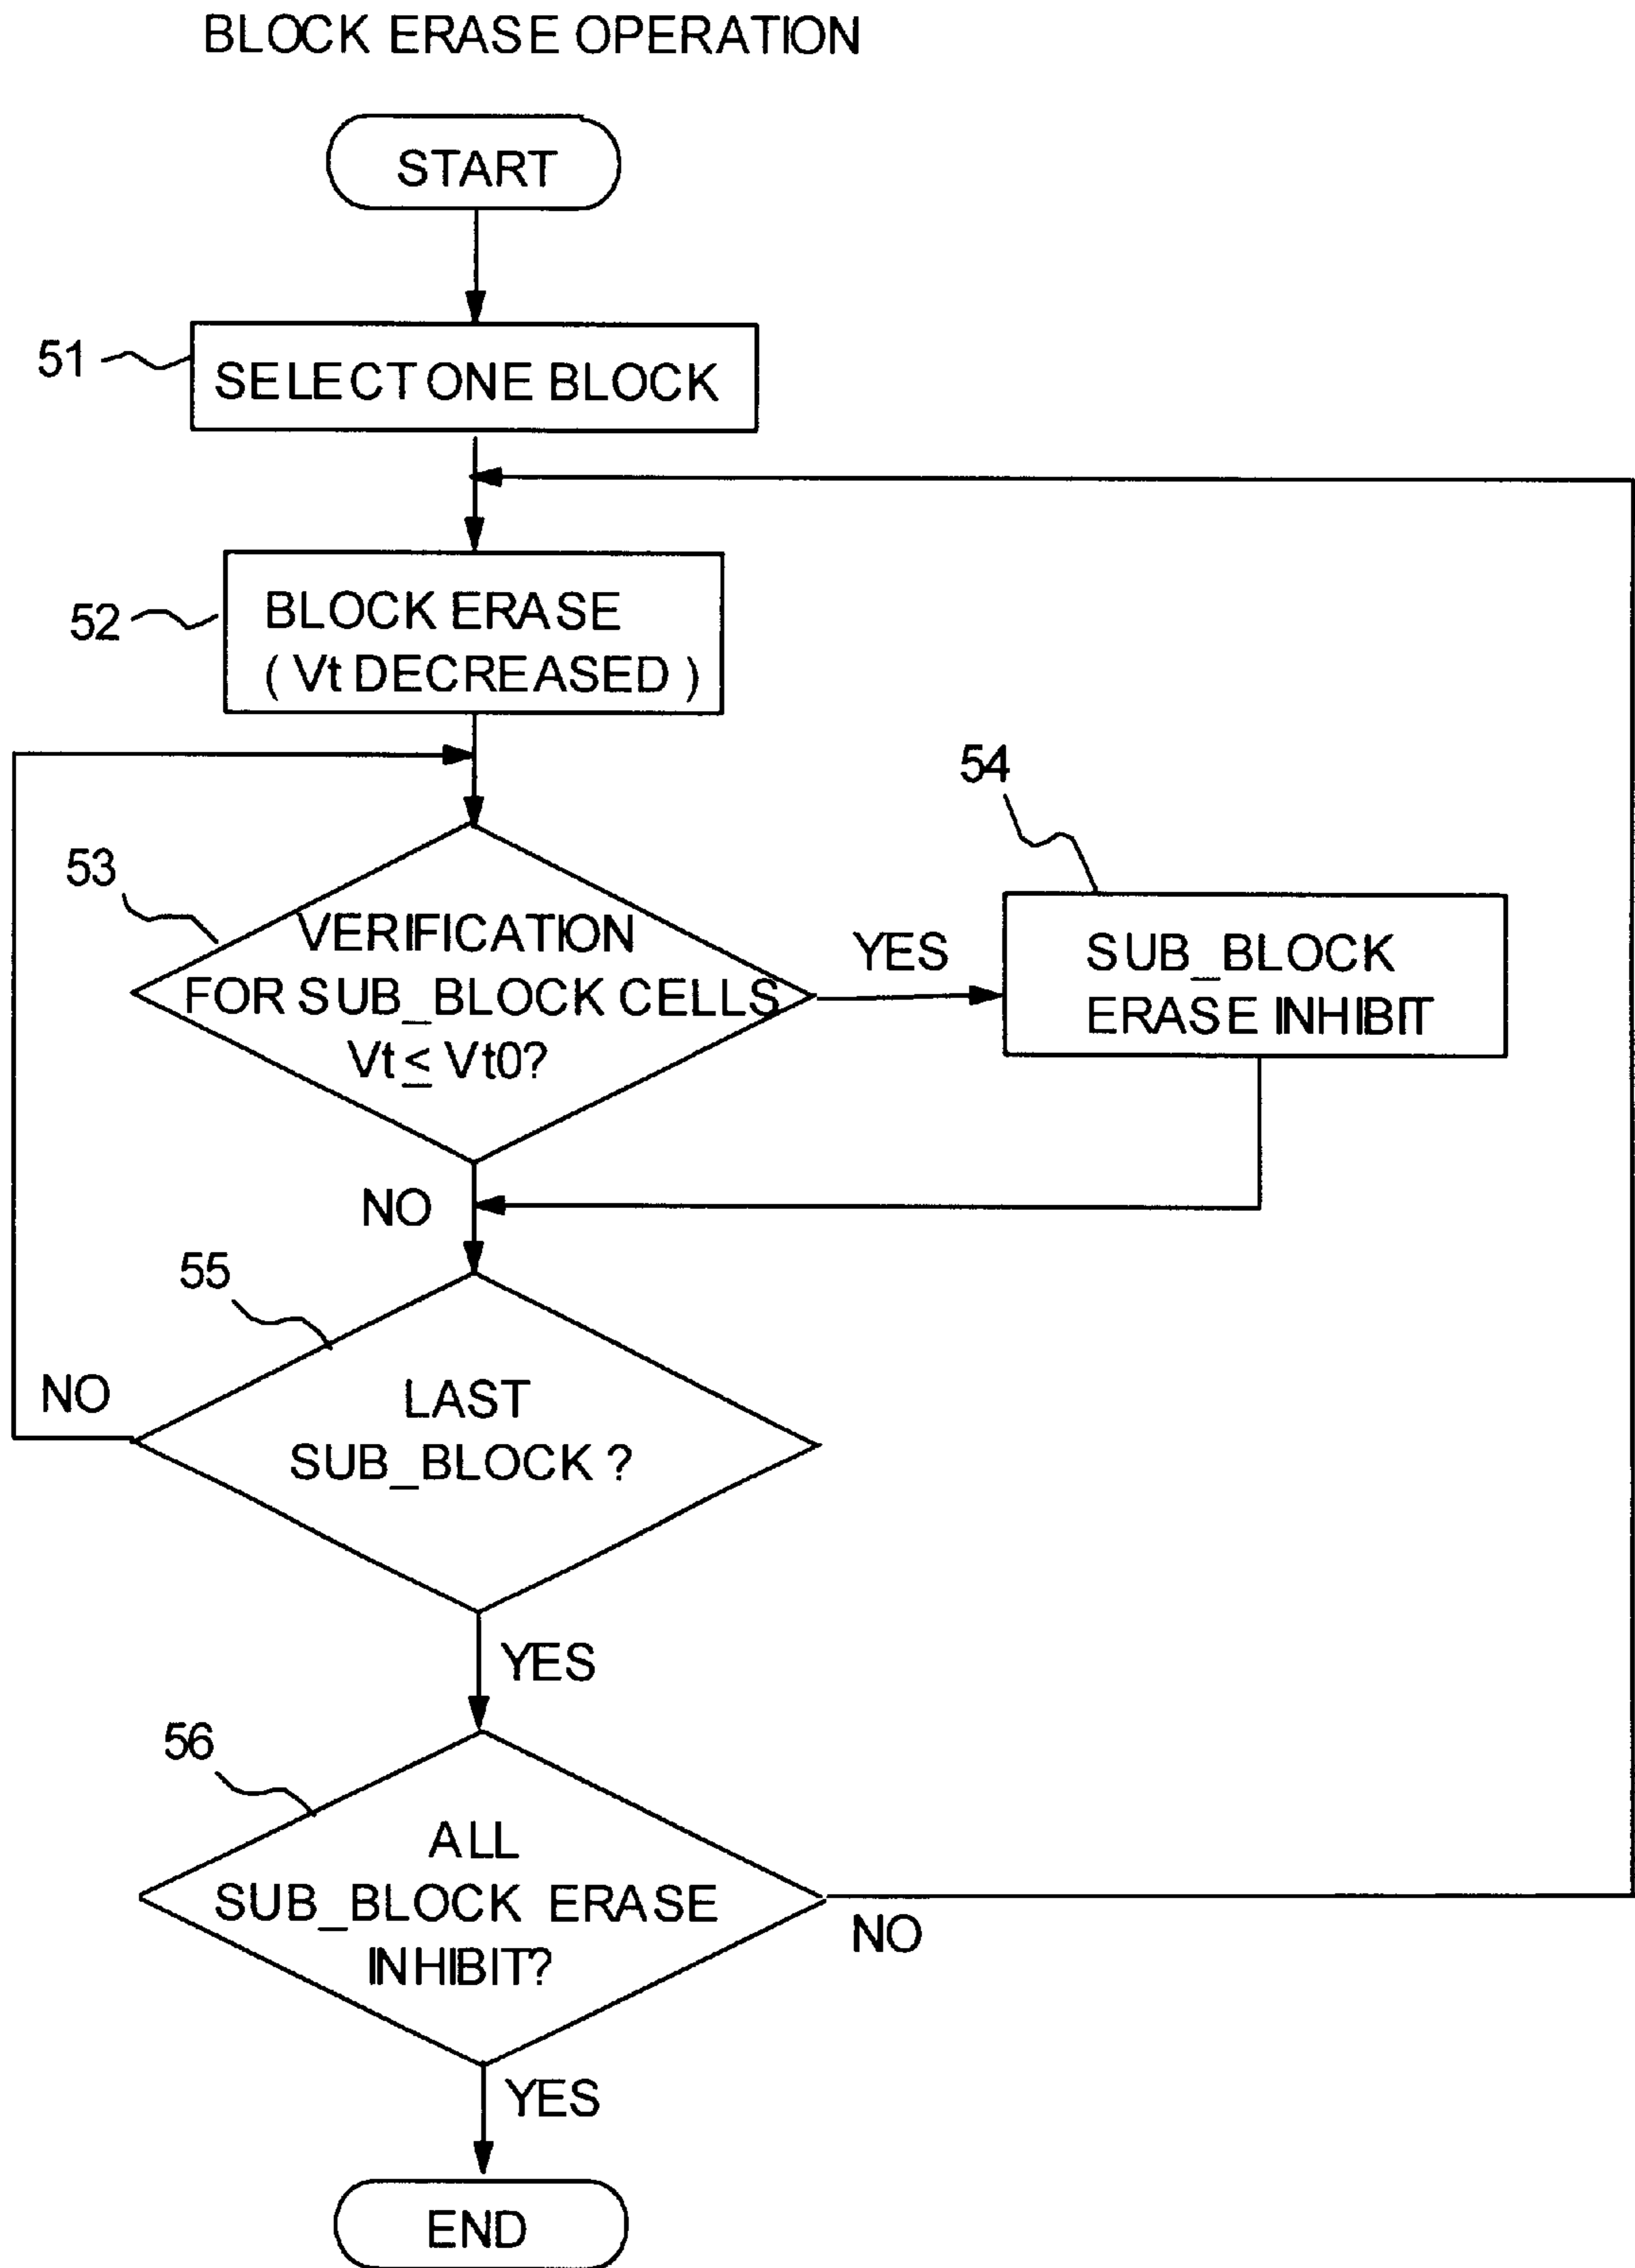 BLOCK ERASE OPERATION
START
51
SELECT ONE BLOCK
52
BLOCK ERASE
( Vt DECREASED )
53
VERIFICATION
FOR SUB_BLOCK CELLS
Vt ≤ Vt0?
YES
54
SUB_BLOCK
ERASE INHIBIT
NO
55
LAST
SUB_BLOCK ?
NO
YES
56
ALL
SUB_BLOCK ERASE
INHIBIT?
NO
YES
END